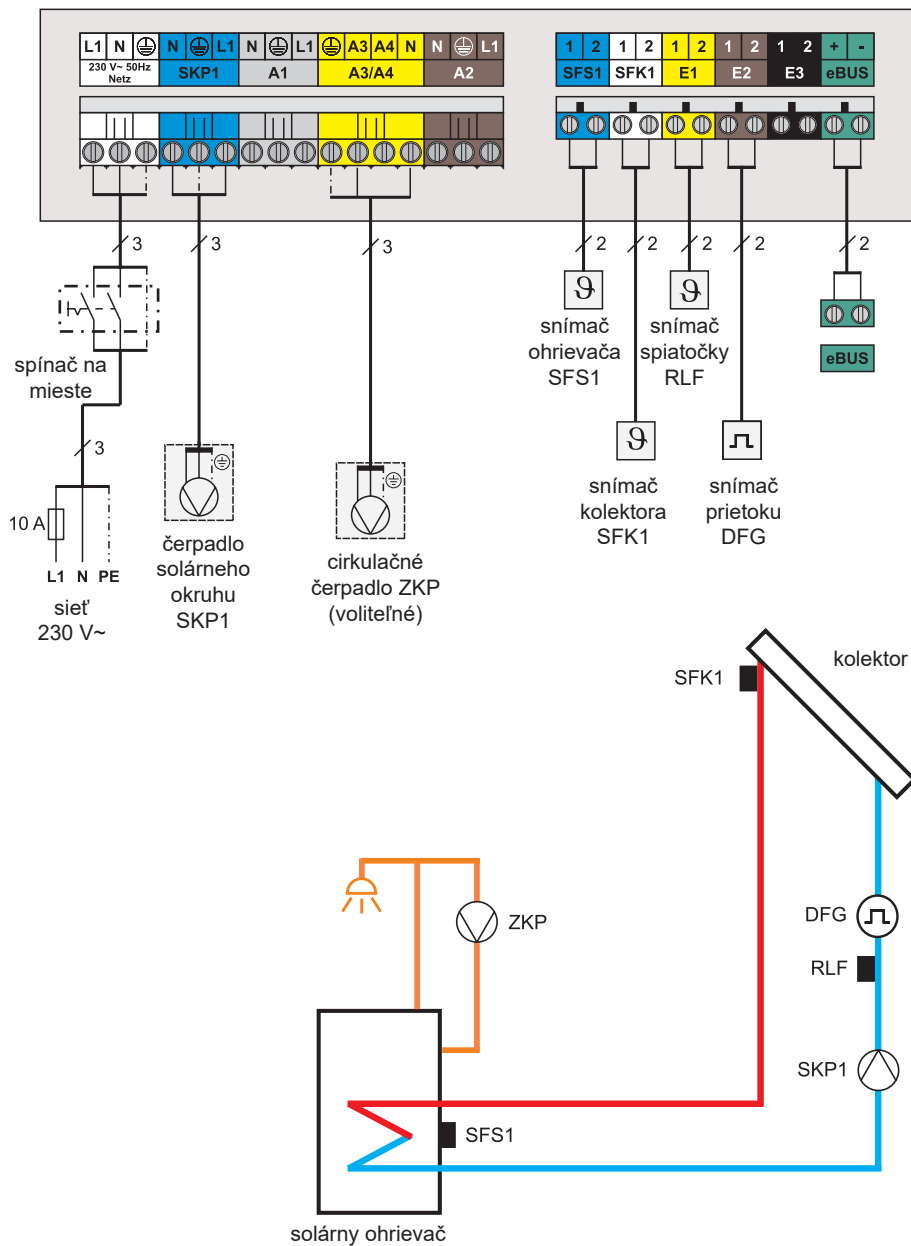 L1 N N L1 N L1 A3 A4 N N L1
230 V~ 50Hz
Netz
SKP1 A1 A3/A4 A2
1 2 1 2 1 2 1 2 1 2 + -
SFS1 SFK1 E1 E2 E3 eBUS
3 3 3 2 2 2 2 2
spínač na
mieste
3
10 A
L1 N PE
sieť
230 V~
čerpadlo
solárneho
okruhu
SKP1
cirkulačné
čerpadlo ZKP
(voliteľné)
ϑ
snímač
ohrievača
SFS1
ϑ
snímač
spiatočky
RLF
eBUS
ϑ
snímač
kolektora
SFK1
snímač
prietoku
DFG
kolektor
SFK1
ZKP
DFG
RLF
SKP1
SFS1
solárny ohrievač